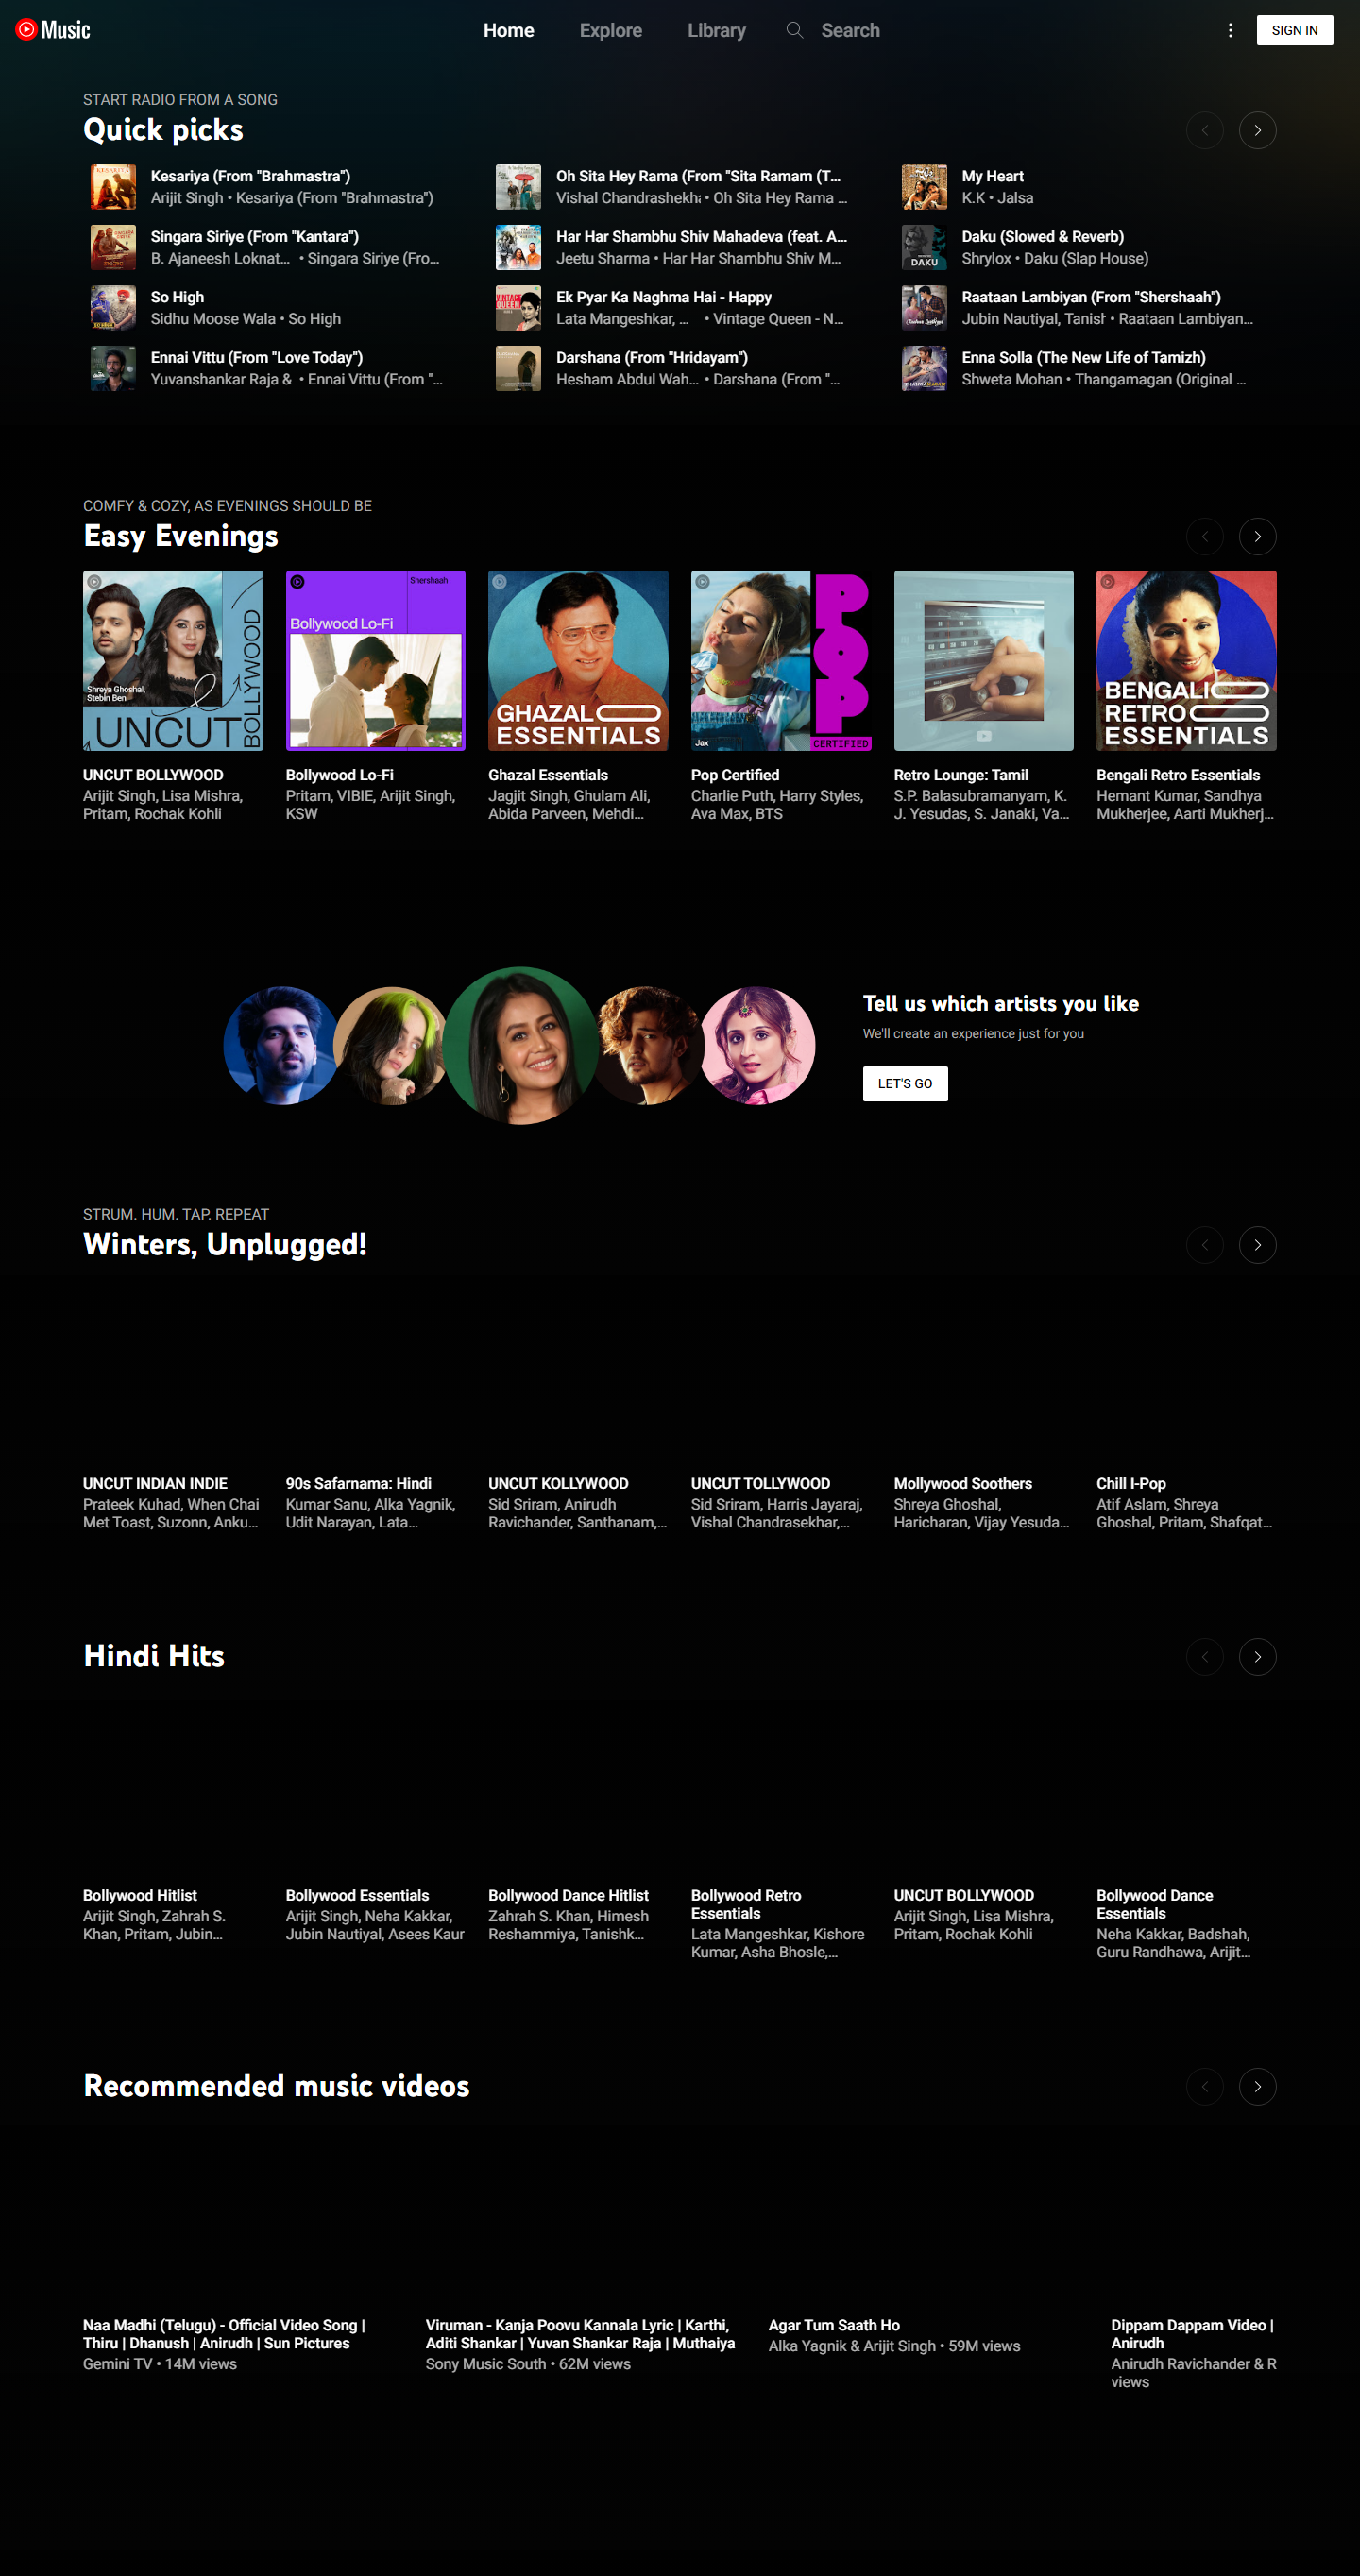 Music
Home
Explore
Library
Search
SIGN IN
START RADIO FROM A SONG
Quick picks
Kesariya (From "Brahmastra")
Arijit Singh • Kesariya (From "Brahmastra")
Singara Siriye (From "Kantara")
B. Ajaneesh Loknat... • Singara Siriye (Fro...
So High
Sidhu Moose Wala • So High
Ennai Vittu (From "Love Today")
Yuvanshankar Raja & • Ennai Vittu (From "...
Oh Sita Hey Rama (From "Sita Ramam (T...
Vishal Chandrashekha • Oh Sita Hey Rama ...
Har Har Shambhu Shiv Mahadeva (feat. A...
Jeetu Sharma • Har Har Shambhu Shiv M...
Ek Pyar Ka Naghma Hai - Happy
Lata Mangeshkar, ... • Vintage Queen - N...
Darshana (From "Hridayam")
Hesham Abdul Wah... • Darshana (From "...
My Heart
K.K • Jalsa
DAKU
Daku (Slowed & Reverb)
Shrylox • Daku (Slap House)
Raataan Lambiyan (From "Shershaah")
Jubin Nautiyal, Tanish • Raataan Lambiyan...
Enna Solla (The New Life of Tamizh)
Shweta Mohan • Thangamagan (Original ...
COMFY & COZY, AS EVENINGS SHOULD BE
Easy Evenings
Shreya Ghoshal,
Stebin Ben
UNCUT
BOLLYWOOD
UNCUT BOLLYWOOD
Arijit Singh, Lisa Mishra,
Pritam, Rochak Kohli
Shershaah
Bollywood Lo-Fi
Bollywood Lo-Fi
Pritam, VIBIE, Arijit Singh,
KSW
GHAZAL
ESSENTIALS
Ghazal Essentials
Jagjit Singh, Ghulam Ali,
Abida Parveen, Mehdi...
POP
Jax
CERTIFIED
Pop Certified
Charlie Puth, Harry Styles,
Ava Max, BTS
Retro Lounge: Tamil
S.P. Balasubramanyam, K.
J. Yesudas, S. Janaki, Va...
BENGALI
RETRO
ESSENTIALS
Bengali Retro Essentials
Hemant Kumar, Sandhya
Mukherjee, Aarti Mukherj...
Tell us which artists you like
We'll create an experience just for you
LET'S GO
STRUM. HUM. TAP. REPEAT
Winters, Unplugged!
UNCUT INDIAN INDIE
Prateek Kuhad, When Chai
Met Toast, Suzonn, Anku...
90s Safarnama: Hindi
Kumar Sanu, Alka Yagnik,
Udit Narayan, Lata...
UNCUT KOLLYWOOD
Sid Sriram, Anirudh
Ravichander, Santhanam,...
UNCUT TOLLYWOOD
Sid Sriram, Harris Jayaraj,
Vishal Chandrasekhar,...
Mollywood Soothers
Shreya Ghoshal,
Haricharan, Vijay Yesuda...
Chill I-Pop
Atif Aslam, Shreya
Ghoshal, Pritam, Shafqat...
Hindi Hits
Bollywood Hitlist
Arijit Singh, Zahrah S.
Khan, Pritam, Jubin...
Bollywood Essentials
Arijit Singh, Neha Kakkar,
Jubin Nautiyal, Asees Kaur
Bollywood Dance Hitlist
Zahrah S. Khan, Himesh
Reshammiya, Tanishk...
Bollywood Retro
Essentials
Lata Mangeshkar, Kishore
Kumar, Asha Bhosle,...
UNCUT BOLLYWOOD
Arijit Singh, Lisa Mishra,
Pritam, Rochak Kohli
Bollywood Dance
Essentials
Neha Kakkar, Badshah,
Guru Randhawa, Arijit...
Recommended music videos
Naa Madhi (Telugu) - Official Video Song |
Thiru | Dhanush | Anirudh | Sun Pictures
Gemini TV • 14M views
Viruman - Kanja Poovu Kannala Lyric | Karthi,
Aditi Shankar | Yuvan Shankar Raja | Muthaiya
Sony Music South • 62M views
Agar Tum Saath Ho
Alka Yagnik & Arijit Singh • 59M views
Dippam Dappam Video |
Anirudh
Anirudh Ravichander & R
views